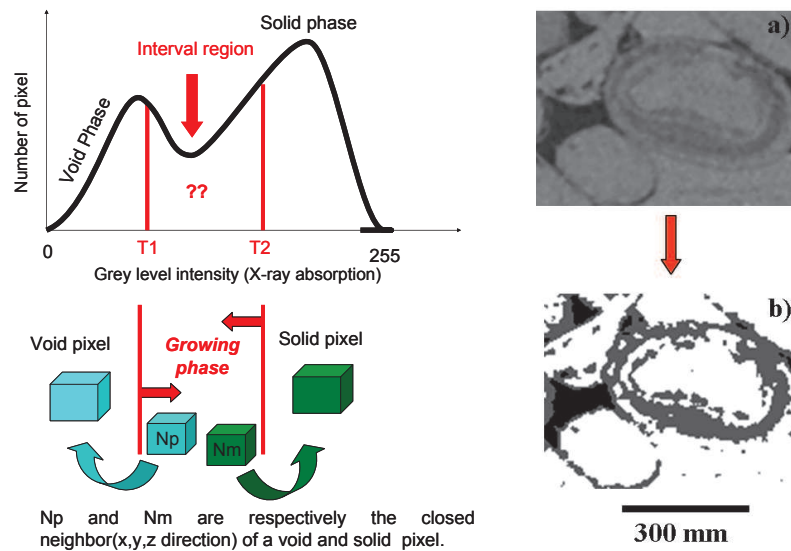 Solid phase
Interval region
Void Phase
Number of pixel
??
0
T1
T2
255
Grey level intensity (X-ray absorption)
Void pixel
Growing
phase
Solid pixel
Np
Nm
Np and Nm are respectively the closed
neighbor(x,y,z direction) of a void and solid pixel.
a)
b)
300 mm